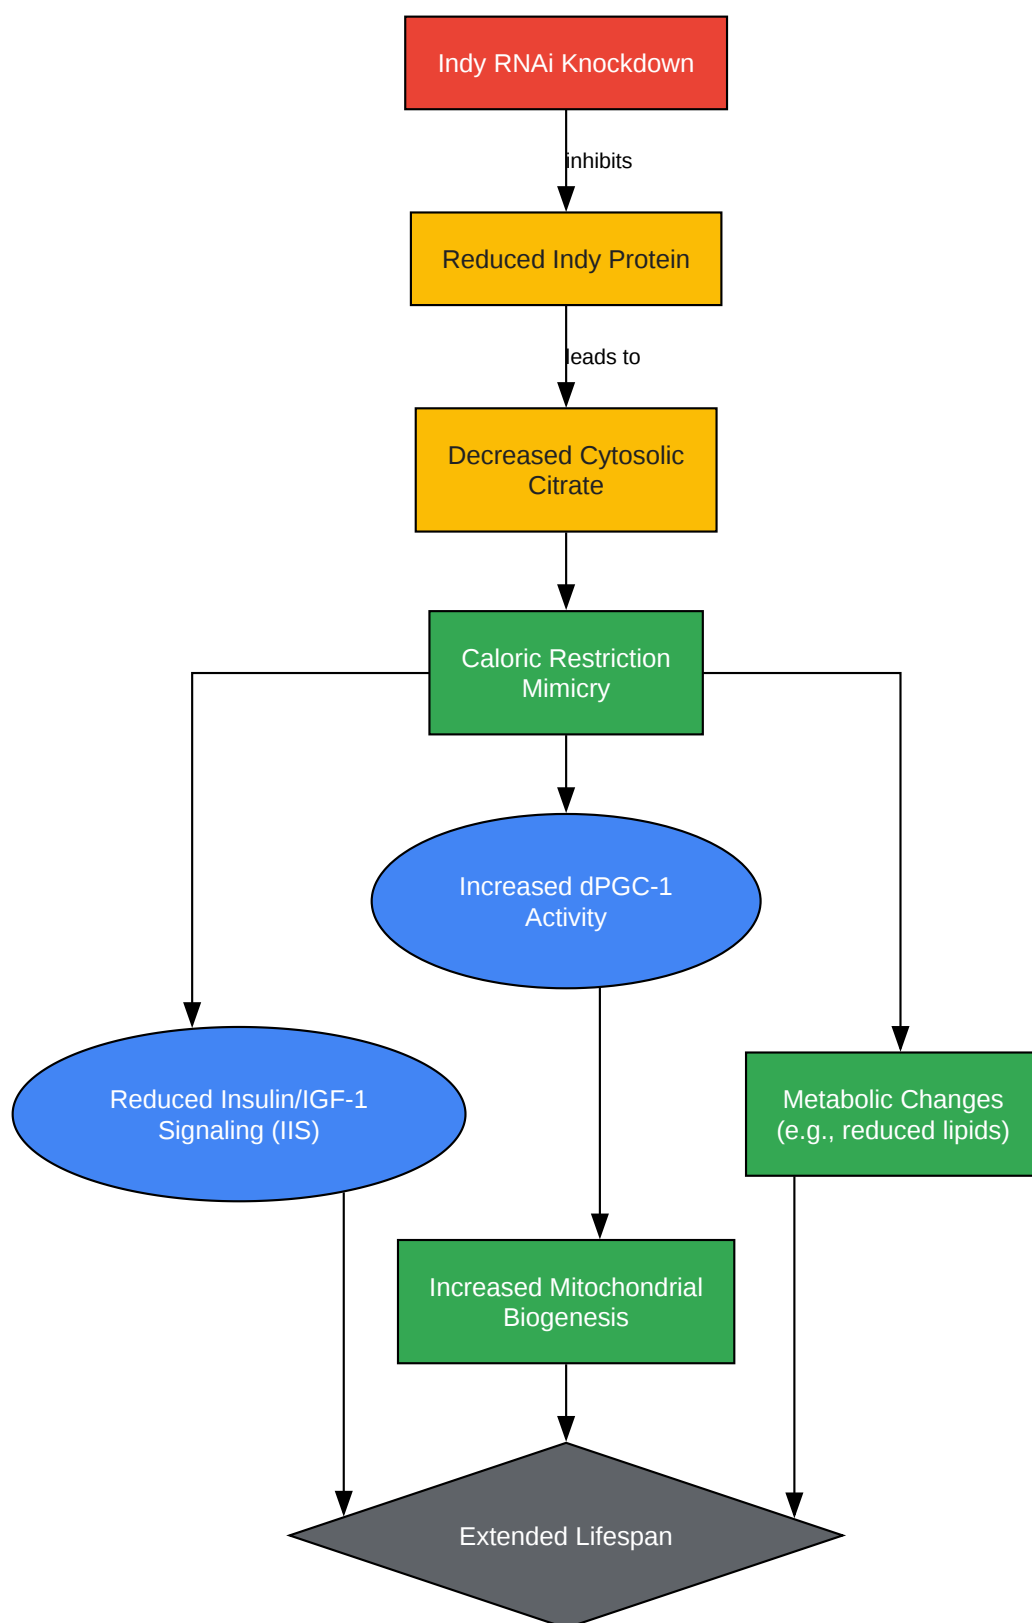 Indy RNAi Knockdown
inhibits
Reduced Indy Protein
leads to
Decreased Cytosolic
Citrate
Caloric Restriction
Mimicry
Increased dPGC-1
Activity
Reduced Insulin/IGF-1
Signaling (IIS)
Metabolic Changes
(e.g., reduced lipids)
Increased Mitochondrial
Biogenesis
Extended Lifespan